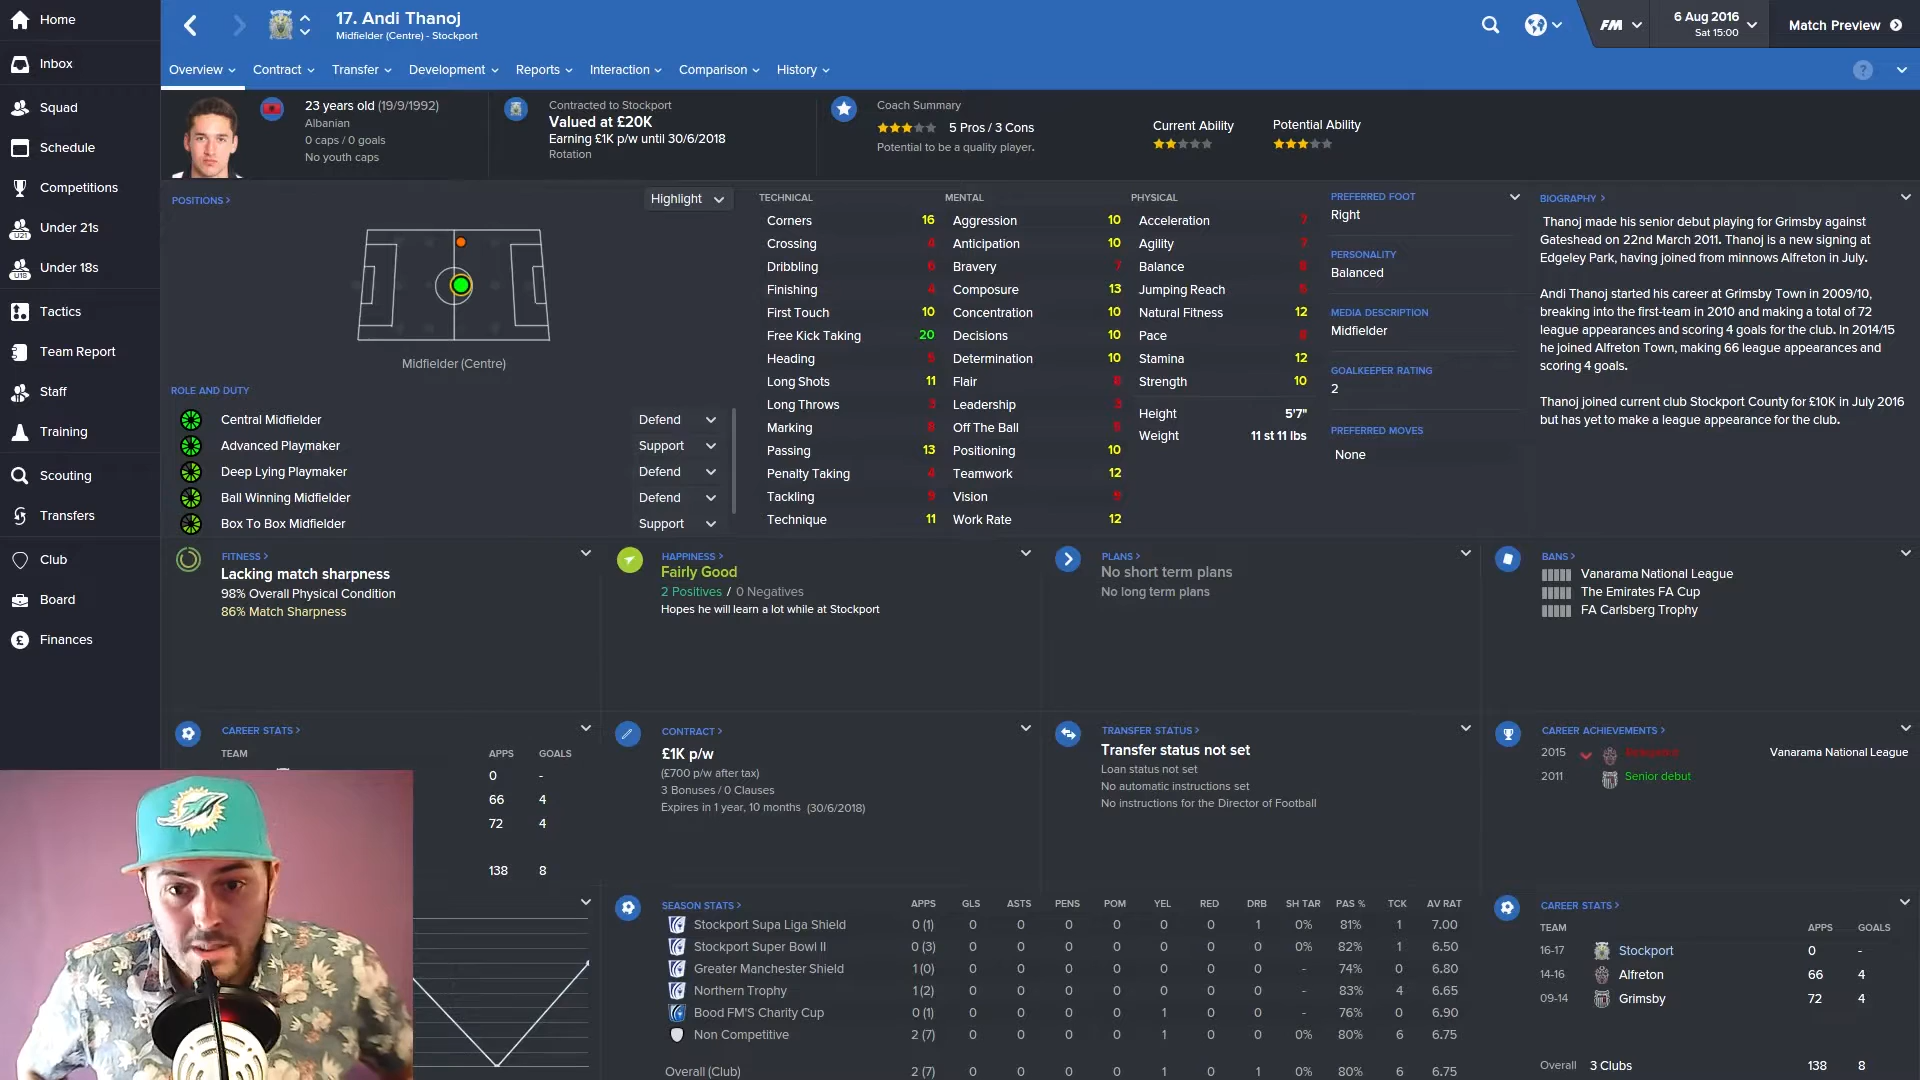 Home
Inbox
Squad
Schedule
Competitions
Under 21s
Under 18s
Tactics
Team Report
Staff
Training
Scouting
Transfers
Club
Board
Finances
17. Andi Thanoj
Midfielder (Centre) - Stockport
FM
6 Aug 2016
Sat 15:00
Match Preview
Overview Contract Transfer Development Reports Interaction Comparison History
?
23 years old (19/9/1992)
Albanian
0 caps / 0 goals
No youth caps
Contracted to Stockport
Valued at £20K
Earning £1K p/w until 30/6/2018
Rotation
Coach Summary
5 Pros / 3 Cons
Potential to be a quality player.
Current Ability
Potential Ability
POSITIONS >
Highlight
Midfielder (Centre)
ROLE AND DUTY
Central Midfielder Defend
Advanced Playmaker Support
Deep Lying Playmaker Defend
Ball Winning Midfielder Defend
Box To Box Midfielder Support
TECHNICAL
Corners 16
Crossing 4
Dribbling 6
Finishing 4
First Touch 10
Free Kick Taking 20
Heading 5
Long Shots 11
Long Throws 3
Marking 8
Passing 13
Penalty Taking 4
Tackling 9
Technique 11
MENTAL
Aggression 10
Anticipation 10
Bravery 7
Composure 13
Concentration 10
Decisions 10
Determination 10
Flair
Leadership 3
Off The Ball
Positioning 10
Teamwork 12
Vision 9
Work Rate 12
PHYSICAL
Acceleration 7
Agility 7
Balance
Jumping Reach
Natural Fitness 12
Pace
Stamina 12
Strength 10
Height 5'7"
Weight 11 st 11 lbs
PREFERRED FOOT
Right
PERSONALITY
Balanced
MEDIA DESCRIPTION
Midfielder
GOALKEEPER RATING
2
PREFERRED MOVES
None
BIOGRAPHY >
Thanoj made his senior debut playing for Grimsby against
Gateshead on 22nd March 2011. Thanoj is a new signing at
Edgeley Park, having joined from minnows Alfreton in July.
Andi Thanoj started his career at Grimsby Town in 2009/10,
breaking into the first-team in 2010 and making a total of 72
league appearances and scoring 4 goals for the club. In 2014/15
he joined Alfreton Town, making 66 league appearances and
scoring 4 goals.
Thanoj joined current club Stockport County for £10K in July 2016
but has yet to make a league appearance for the club.
FITNESS >
Lacking match sharpness
98% Overall Physical Condition
86% Match Sharpness
HAPPINESS >
Fairly Good
2 Positives / 0 Negatives
Hopes he will learn a lot while at Stockport
PLANS >
No short term plans
No long term plans
BANS >
Vanarama National League
The Emirates FA Cup
FA Carlsberg Trophy
CAREER STATS >
TEAM APPS GOALS
0 -
66 4
72 4
138 8
CONTRACT >
£1K p/w
(£700 p/w after tax)
3 Bonuses / 0 Clauses
Expires in 1 year, 10 months (30/6/2018)
TRANSFER STATUS >
Transfer status not set
Loan status not set
No automatic instructions set
No instructions for the Director of Football
CAREER ACHIEVEMENTS >
2015 Vanarama National League
2011 Senior debut
SEASON STATS > APPS GLS ASTS PENS POM YEL RED DRB SH TAR PAS % TCK AV RAT
Stockport Supa Liga Shield 0 (1) 0 0 0 0 0 0 1 0% 81% 1 7.00
Stockport Super Bowl II 0 (3) 0 0 0 0 0 0 0 0% 82% 1 6.50
Greater Manchester Shield 1 (0) 0 0 0 0 0 0 0 - 74% 0 6.80
Northern Trophy 1 (2) 0 0 0 0 0 0 0 - 83% 4 6.65
Bood FM'S Charity Cup 0 (1) 0 0 0 0 1 0 0 - 76% 0 6.90
Non Competitive 2 (7) 0 0 0 0 1 0 0 0% 80% 6 6.75
Overall (Club) 2 (7) 0 0 0 0 1 0 1 0% 80% 6 6.75
CAREER STATS >
TEAM APPS GOALS
16-17 Stockport 0 -
14-16 Alfreton 66 4
09-14 Grimsby 72 4
Overall 3 Clubs 138 8